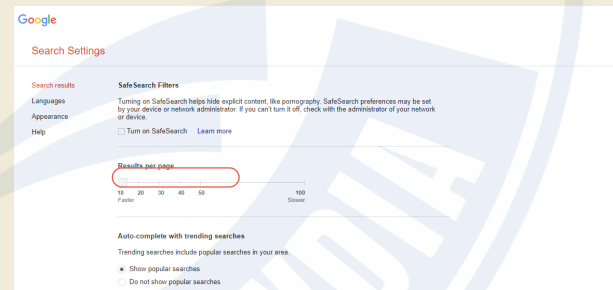 Google
Search Settings
Search results
Languages
Appearance
Help
SafeSearch Filters
Turning on SafeSearch helps hide explicit content, like pornography. SafeSearch preferences may be set
by your device or network administrator. If you can't turn it off, check with the administrator of your network
or device.
Turn on SafeSearch Learn more
Results per page
10 20 30 40 50 100
Faster Slower
Auto-complete with trending searches
Trending searches include popular searches in your area.
Show popular searches
Do not show popular searches